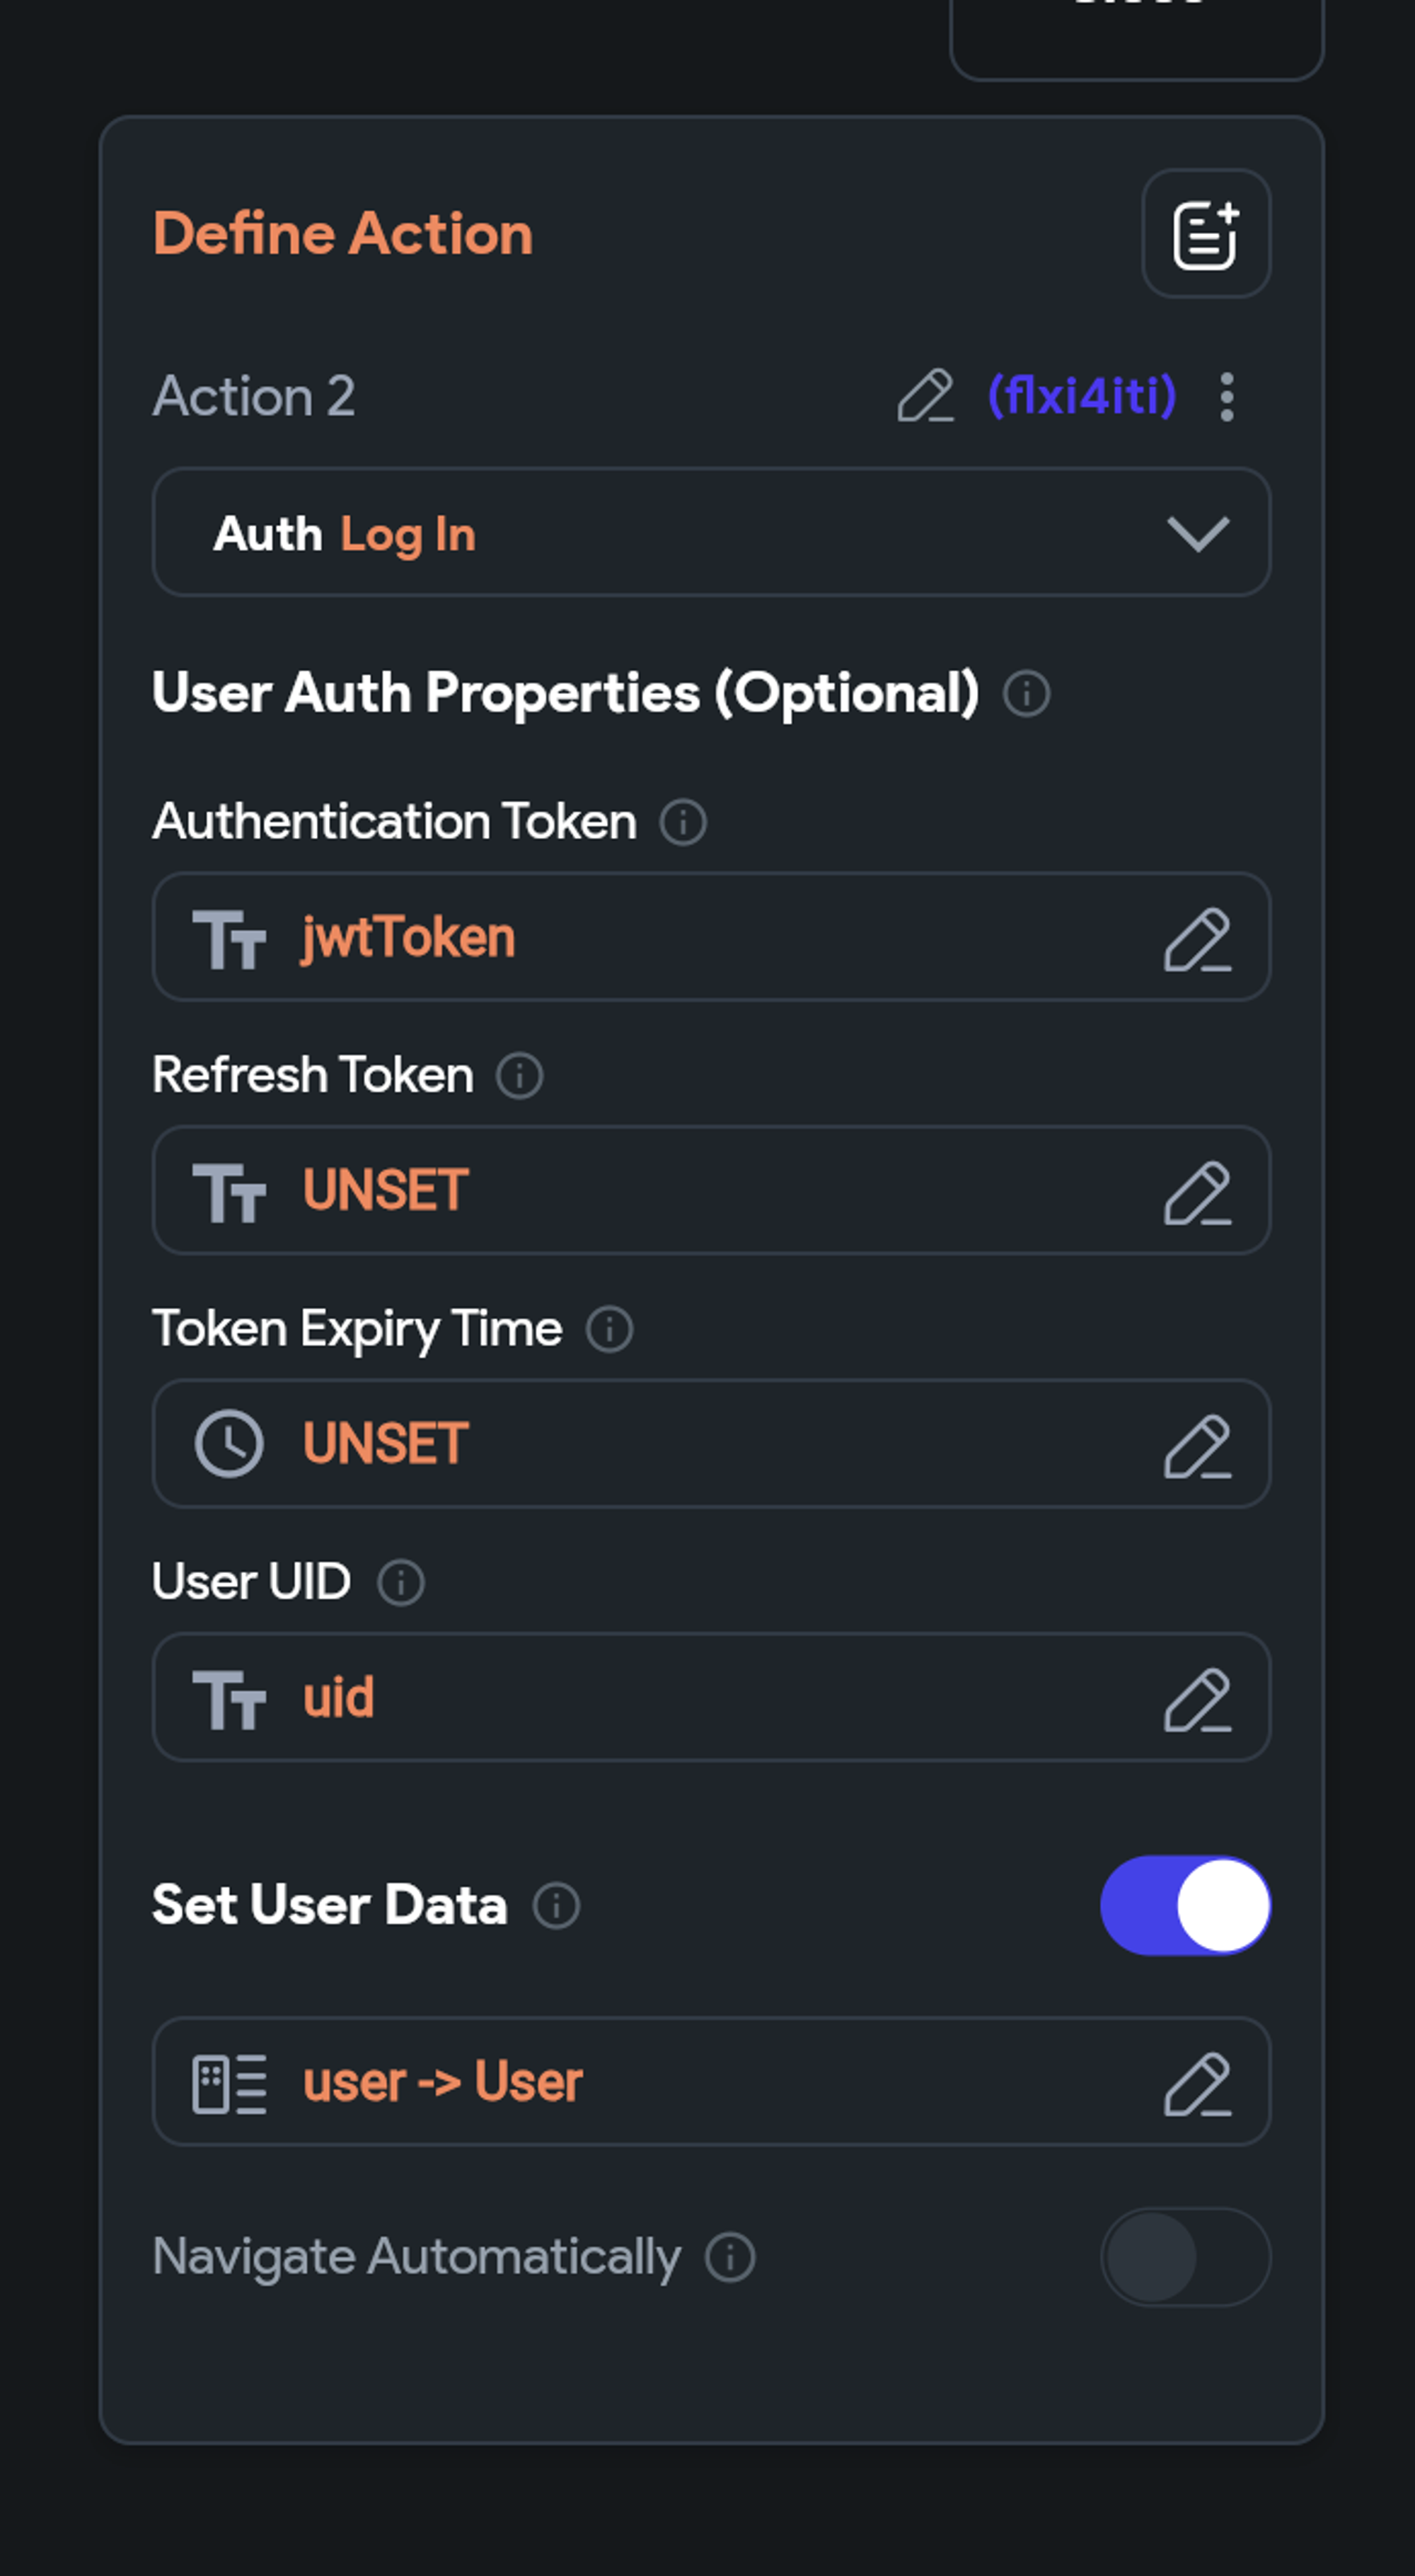 Define Action
Action 2 (flxi4iti)
Auth Log In
User Auth Properties (Optional)
Authentication Token
jwtToken
Refresh Token
UNSET
Token Expiry Time
UNSET
User UID
uid
Set User Data
user -> User
Navigate Automatically